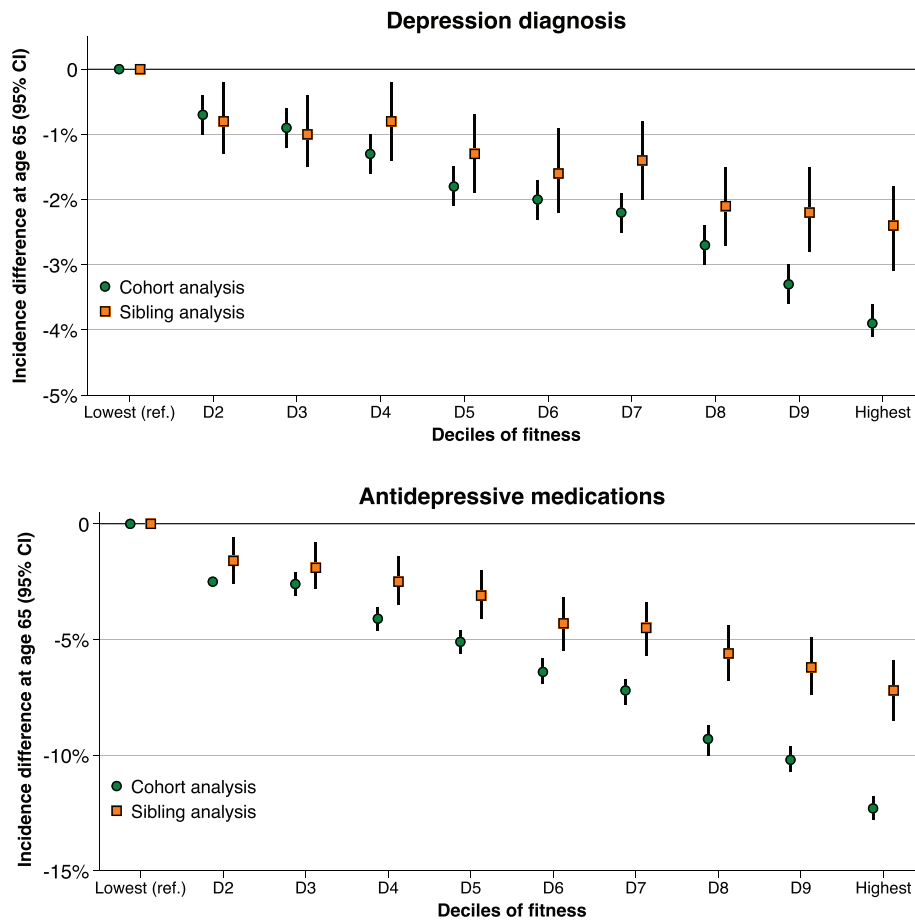 Depression diagnosis
Incidence difference at age 65 (95% CI)
0
-1%
-2%
-3%
-4%
-5%
Cohort analysis
Sibling analysis
Lowest (ref.) D2 D3 D4 D5 D6 D7 D8 D9 Highest
Deciles of fitness
Antidepressive medications
Incidence difference at age 65 (95% CI)
0
-5%
-10%
-15%
Cohort analysis
Sibling analysis
Lowest (ref.) D2 D3 D4 D5 D6 D7 D8 D9 Highest
Deciles of fitness